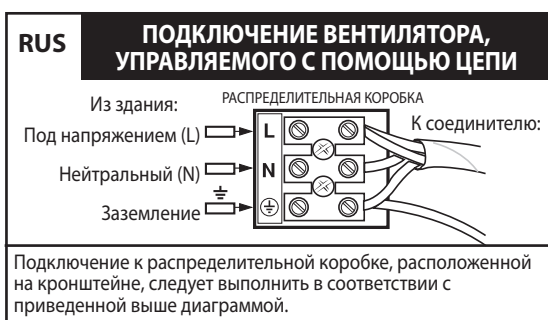 RUS
ПОДКЛЮЧЕНИЕ ВЕНТИЛЯТОРА,
УПРАВЛЯЕМОГО С ПОМОЩЬЮ ЦЕПИ
Из здания:
РАСПРЕДЕЛИТЕЛЬНАЯ КОРОБКА
К соединителю:
Под напряжением (L)
L
Нейтральный (N)
N
Заземление
Подключение к распределительной коробке, расположенной
на кронштейне, следует выполнить в соответствии с
приведенной выше диаграммой.